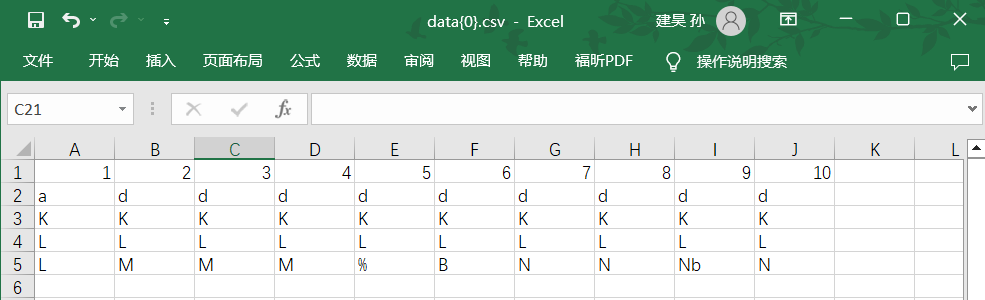 data{0}.csv - Excel 建昊 孙
文件 开始 插入 页面布局 公式 数据 审阅 视图 帮助 福昕PDF 操作说明搜索
C21 fx
A B C D E F G H I J K L
1 1 2 3 4 5 6 7 8 9 10
2 a d d d d d d d d d
3 K K K K K K K K K K
4 L L L L L L L L L L
5 L M M M % B N N Nb N
6